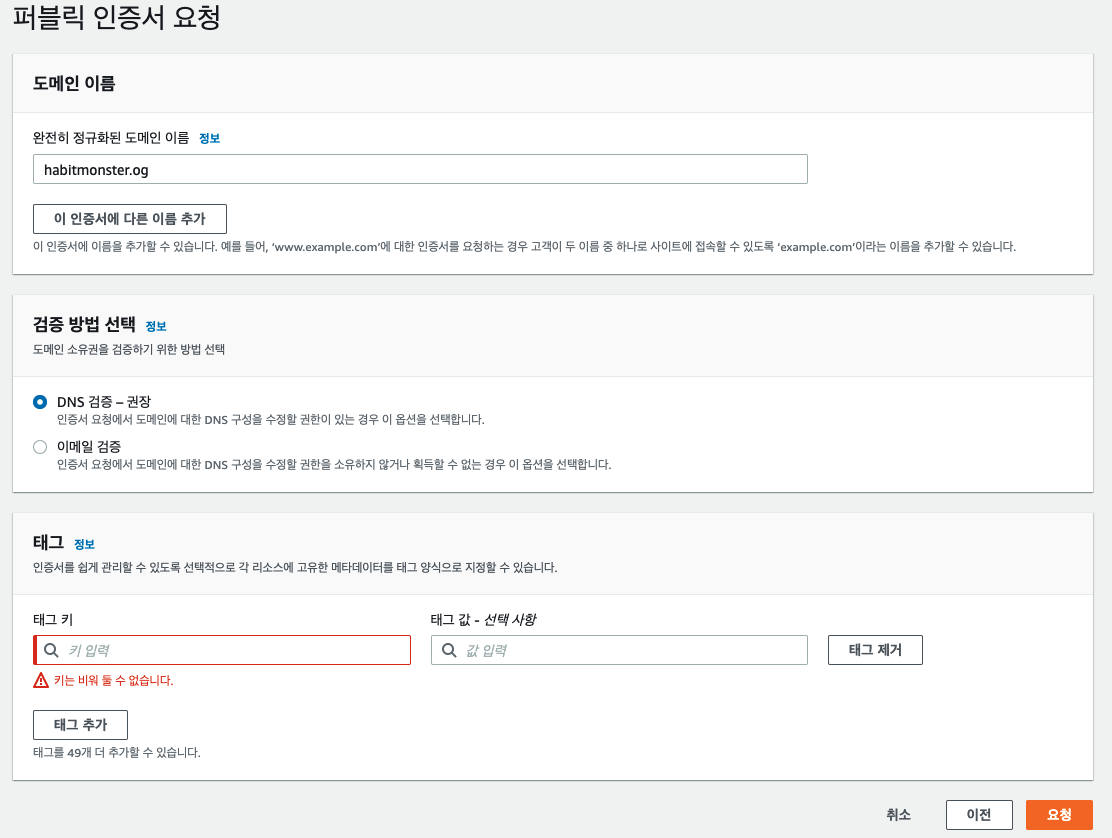 퍼블릭 인증서 요청
도메인 이름
완전히 정규화된 도메인 이름 정보
habitmonster.og
이 인증서에 다른 이름 추가
이 인증서에 이름을 추가할 수 있습니다. 예를 들어, ‘www.example.com’에 대한 인증서를 요청하는 경우 고객이 두 이름 중 하나로 사이트에 접속할 수 있도록 ‘example.com’이라는 이름을 추가할 수 있습니다.
검증 방법 선택 정보
도메인 소유권을 검증하기 위한 방법 선택
DNS 검증 – 권장
인증서 요청에서 도메인에 대한 DNS 구성을 수정할 권한이 있는 경우 이 옵션을 선택합니다.
이메일 검증
인증서 요청에서 도메인에 대한 DNS 구성을 수정할 권한을 소유하지 않거나 획득할 수 없는 경우 이 옵션을 선택합니다.
태그 정보
인증서를 쉽게 관리할 수 있도록 선택적으로 각 리소스에 고유한 메타데이터를 태그 양식으로 지정할 수 있습니다.
태그 키 태그 값 - 선택 사항
키 입력 값 입력 태그 제거
키는 비워 둘 수 없습니다.
태그 추가
태그를 49개 더 추가할 수 있습니다.
취소 이전 요청